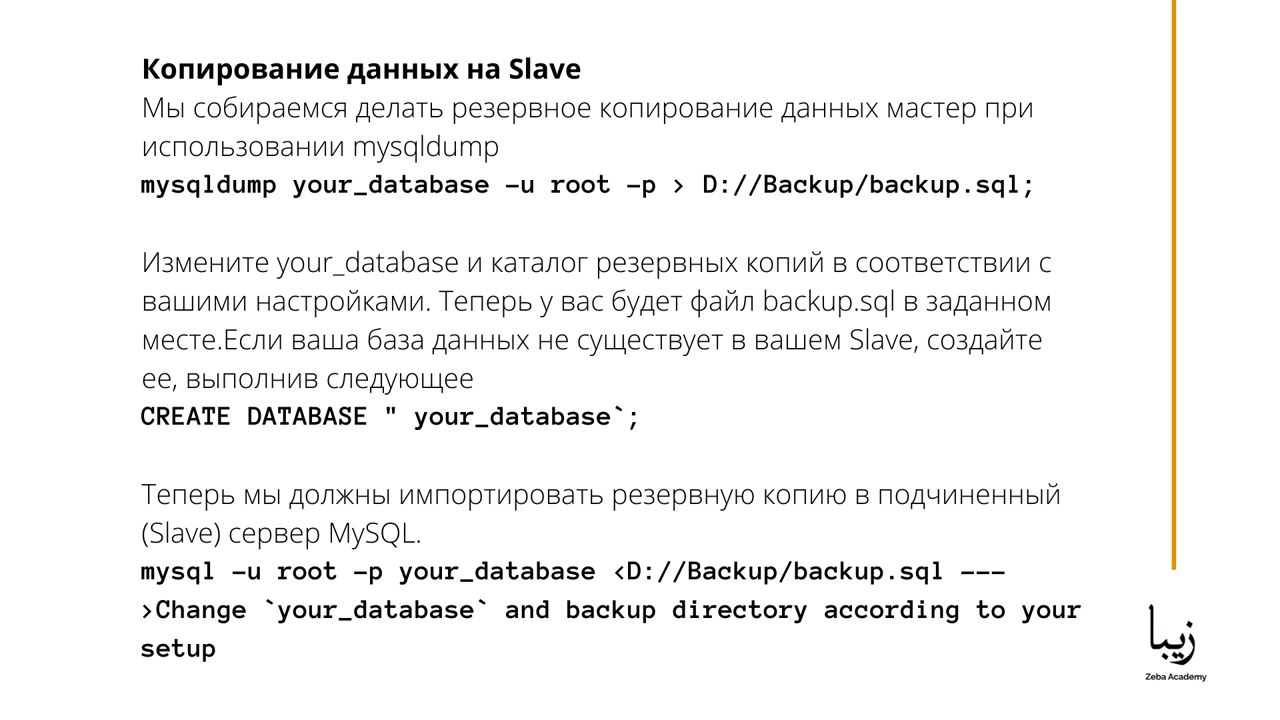 Копирование данных на Slave
Мы собираемся делать резервное копирование данных мастер при
использовании mysqldump
mysqldump your_database -u root -p > D://Backup/backup.sql;
Измените your_database и каталог резервных копий в соответствии с
вашими настройками. Теперь у вас будет файл backup.sql в заданном
месте.Если ваша база данных не существует в вашем Slave, создайте
ее, выполнив следующее
CREATE DATABASE " your_database`;
Теперь мы должны импортировать резервную копию в подчиненный
(Slave) сервер MySQL.
mysql -u root -p your_database <D://Backup/backup.sql ---
>Change `your_database` and backup directory according to your
setup
زيبا
Zeba Academy